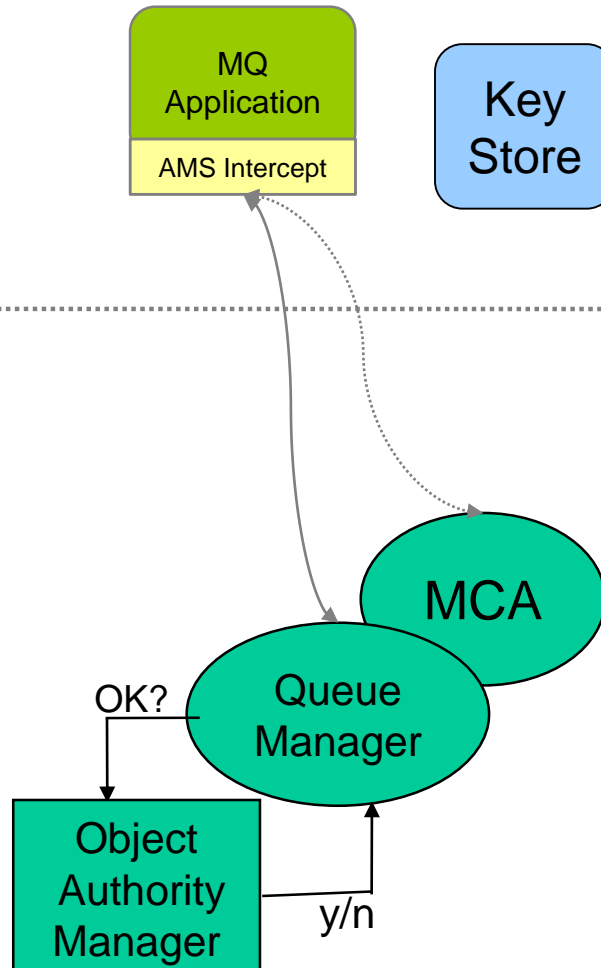 MQ
Application
AMS Intercept
Key
Store
MCA
Queue
Manager
OK?
Object
Authority
Manager
y/n